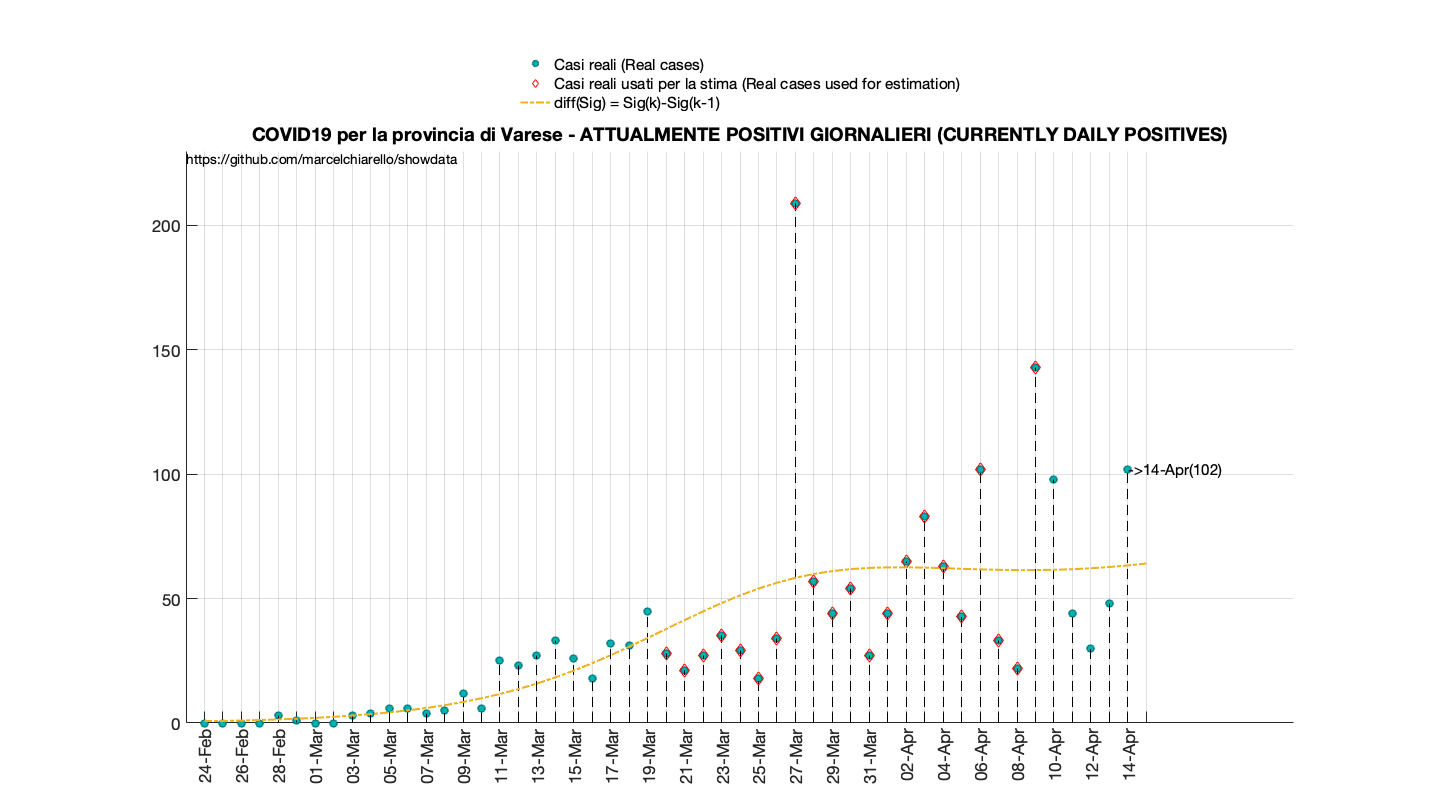 Casi reali (Real cases)
Casi reali usati per la stima (Real cases used for estimation)
diff(Sig) = Sig(k)-Sig(k-1)
COVID19 per la provincia di Varese - ATTUALMENTE POSITIVI GIORNALIERI (CURRENTLY DAILY POSITIVES)
https://github.com/marcelchiarello/showdata
200
150
100
50
0
->14-Apr(102)
24-Feb
26-Feb
28-Feb
01-Mar
03-Mar
05-Mar
07-Mar
09-Mar
11-Mar
13-Mar
15-Mar
17-Mar
19-Mar
21-Mar
23-Mar
25-Mar
27-Mar
29-Mar
31-Mar
02-Apr
04-Apr
06-Apr
08-Apr
10-Apr
12-Apr
14-Apr